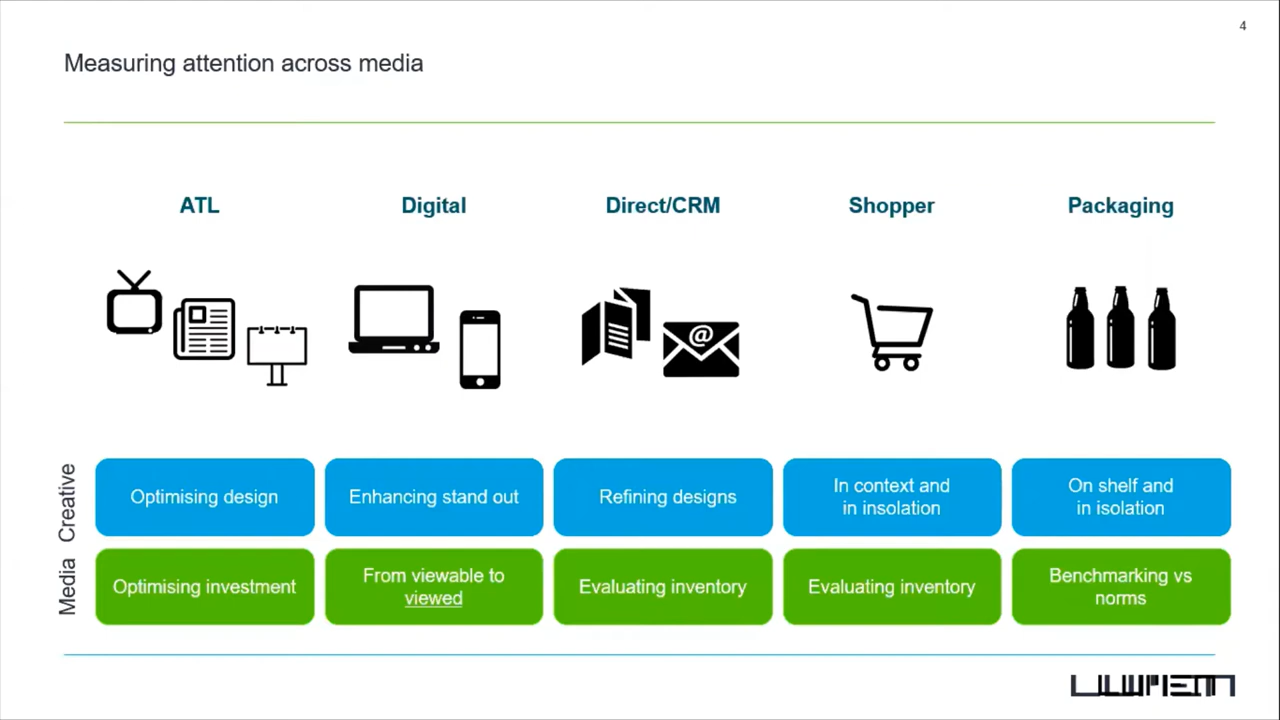 4
Measuring attention across media
ATL
Digital
Direct/CRM
Shopper
Packaging
@
Creative
Optimising design
Enhancing stand out
Refining designs
In context and
in insolation
On shelf and
in isolation
Media
Optimising investment
From viewable to
viewed
Evaluating inventory
Evaluating inventory
Benchmarking vs
norms